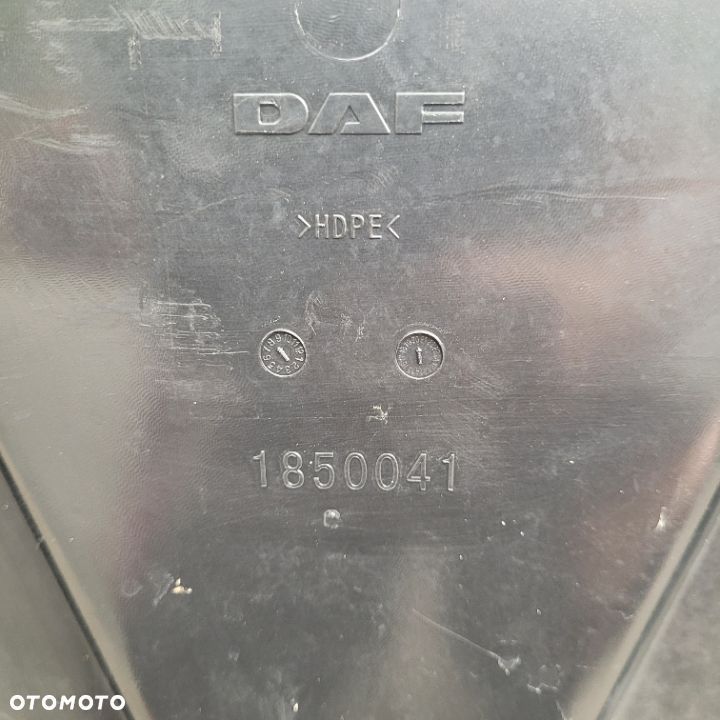 DAF
>HDPE<
1850041
C
OTOMOTO